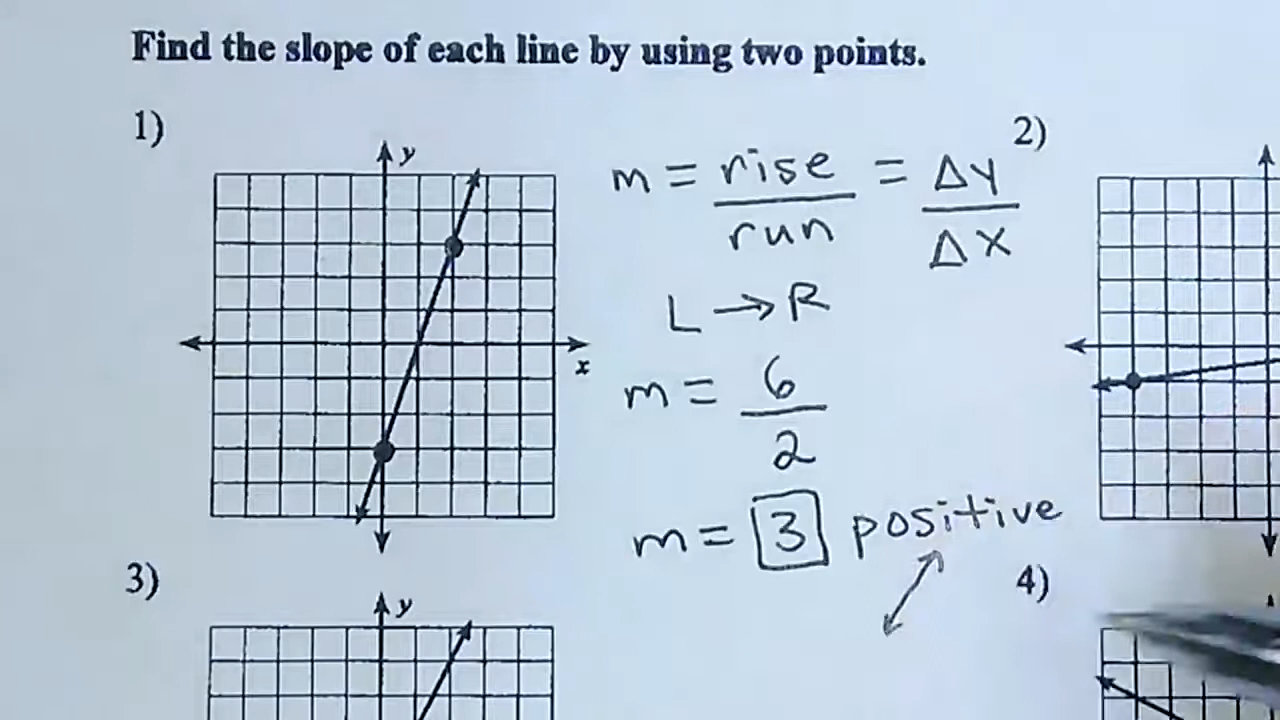 Find the slope of each line by using two points.
1)
y
x
m = rise/run = Δy/Δx
L → R
m = 6/2
m = 3 positive
2)
3)
y
4)